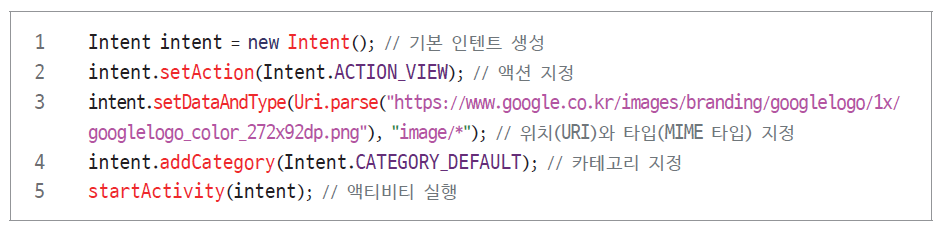 1 Intent intent = new Intent(); // 기본 인텐트 생성
2 intent.setAction(Intent.ACTION_VIEW); // 액션 지정
3 intent.setDataAndType(Uri.parse("https://www.google.co.kr/images/branding/googlelogo/1x/
googlelogo_color_272x92dp.png"), "image/*"); // 위치(URI)와 타입(MIME 타입) 지정
4 intent.addCategory(Intent.CATEGORY_DEFAULT); // 카테고리 지정
5 startActivity(intent); // 액티비티 실행